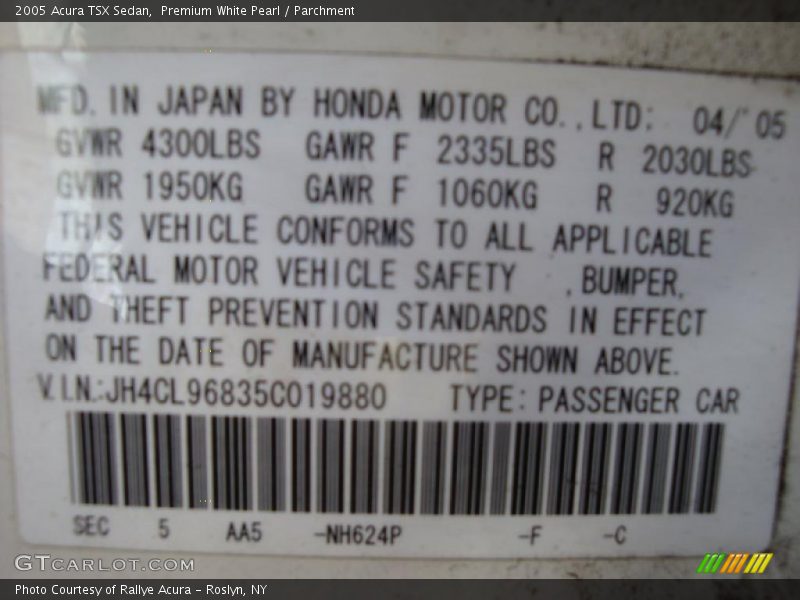 2005 Acura TSX Sedan,  Premium White Pearl / Parchment
MFD. IN JAPAN BY HONDA MOTOR CO., LTD: 04/ 05
GVWR 4300LBS GAWR F 2335LBS R 2030LBS
GVWR 1950KG GAWR F 1060KG R 920KG
THIS VEHICLE CONFORMS TO ALL APPLICABLE
FEDERAL MOTOR VEHICLE SAFETY , BUMPER,
AND THEFT PREVENTION STANDARDS IN EFFECT
ON THE DATE OF MANUFACTURE SHOWN ABOVE.
V.I.N.:JH4CL96835C019880 TYPE: PASSENGER CAR
SEC 5 AA5 -NH624P -F -C
GTCARLOT.COM
Photo Courtesy of Rallye Acura - Roslyn, NY